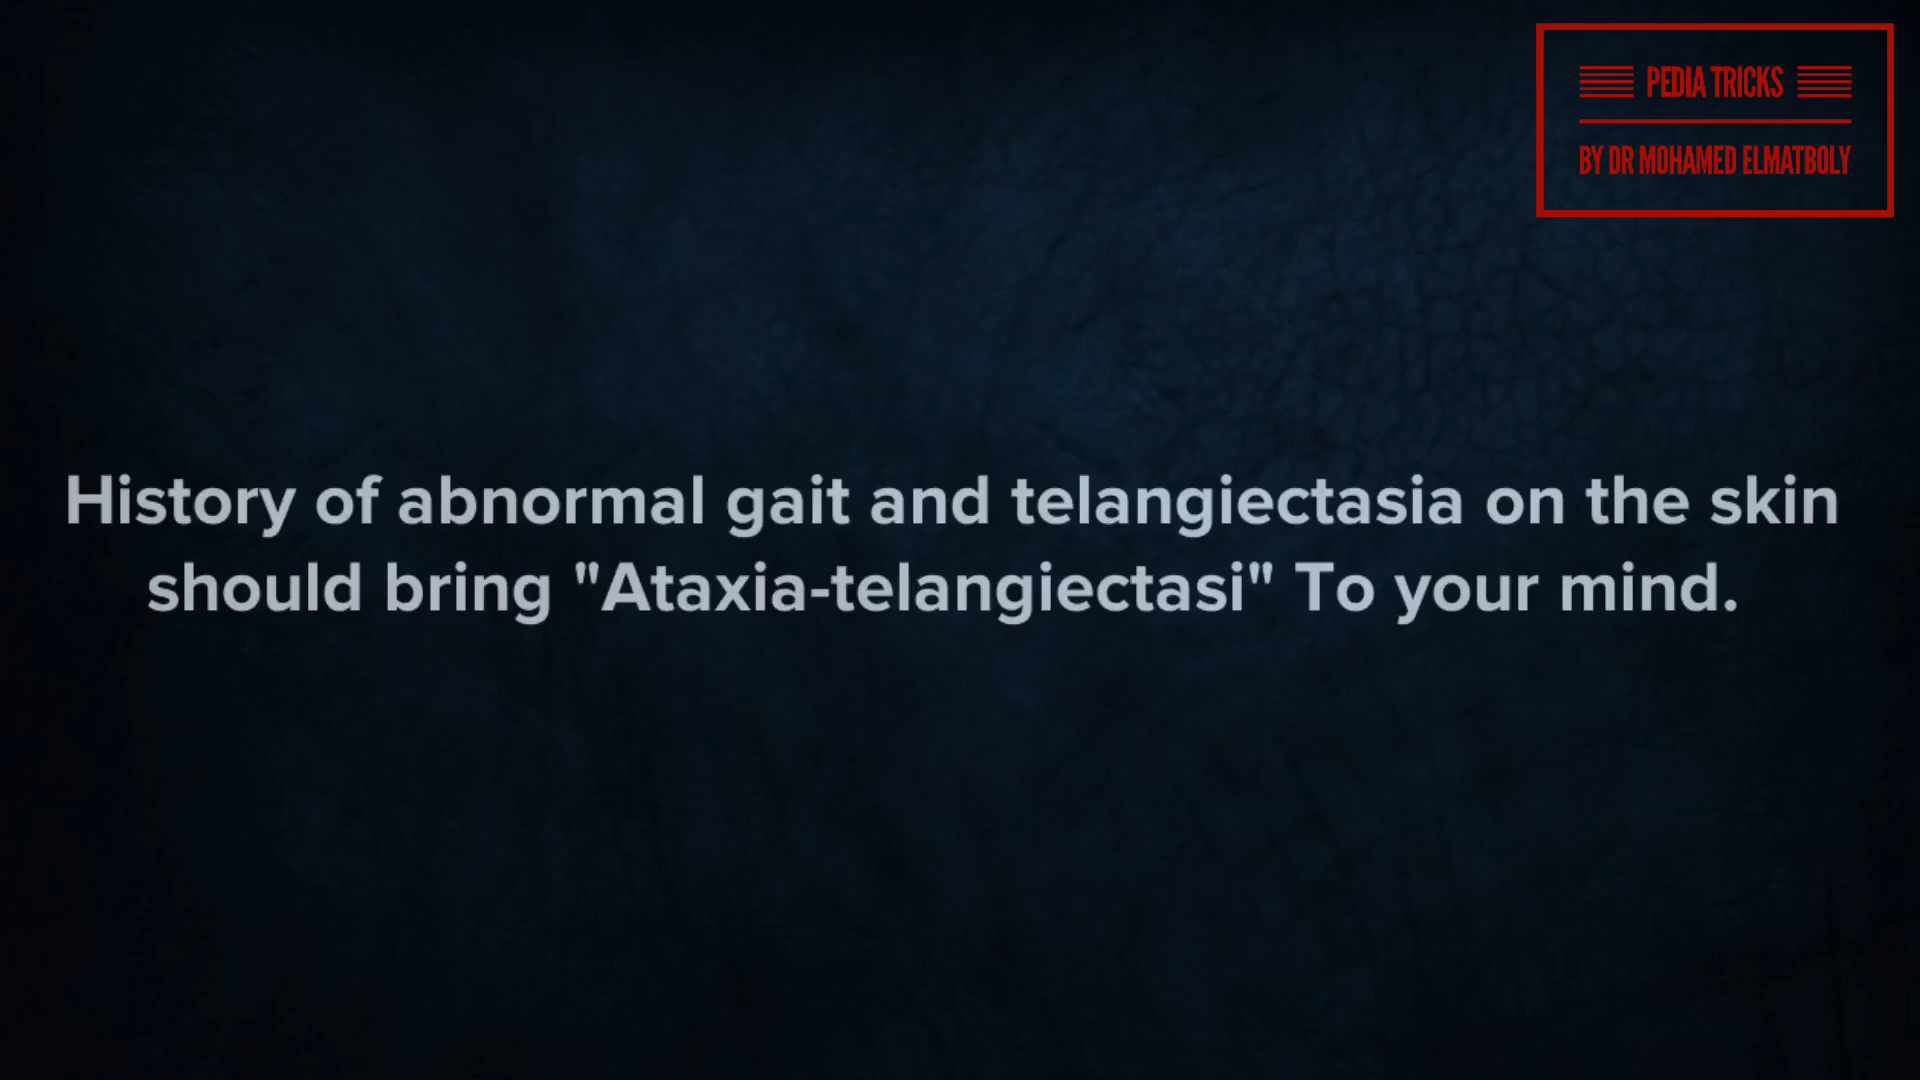 PEDIA TRICKS
BY DR MOHAMED ELMATBOLY
History of abnormal gait and telangiectasia on the skin
should bring "Ataxia-telangiectasi" To your mind.